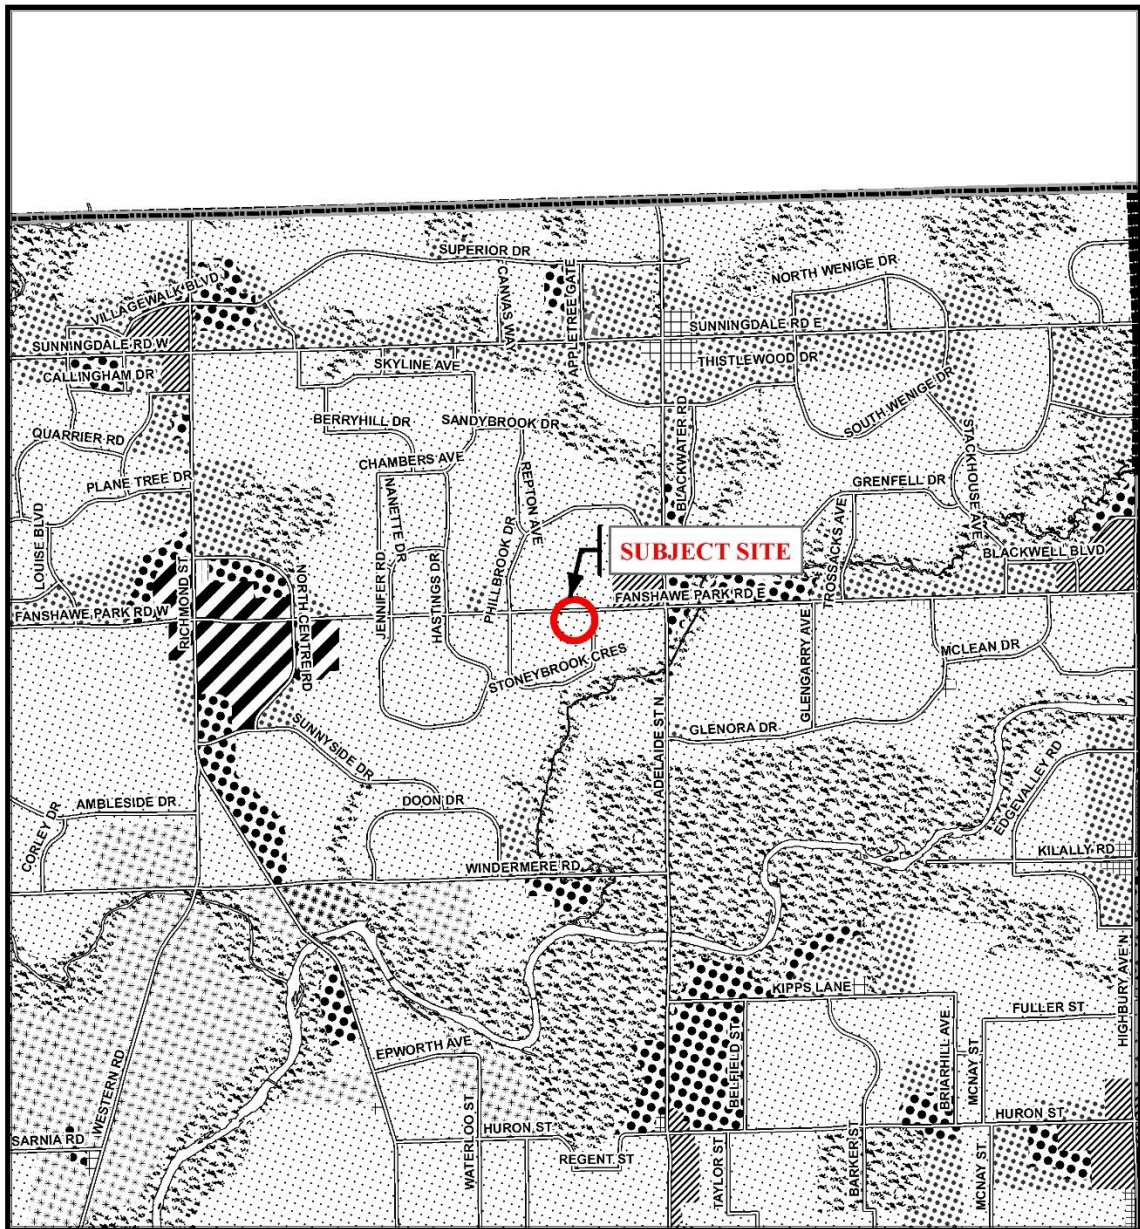 SUPERIOR DR
NORTH WENIGE DR
VILLAGEWALK BLVD
CANVAS WAY
APPLETREE GATE
SUNNINGDALE RD E
SUNNINGDALE RD W
THISTLEWOOD DR
SKYLINE AVE
CALLINGHAM DR
SOUTH WENIGE DR
BERRYHILL DR
SANDYBROOK DR
BLACKWATER RD
STACKHOUSE AVE
QUARRIER RD
CHAMBERS AVE
REPTON AVE
PLANE TREE DR
NANETTE DR
GRENFELL DR
LOUISE BLVD
PHILLBROOK DR
SUBJECT SITE
TROSSACKS AVE
BLACKWELL BLVD
RICHMOND ST
NORTH CENTRE RD
JENNIFER RD
HASTINGS DR
FANSHAWE PARK RD E
FANSHAWE PARK RD W
GLENGARRY AVE
MCLEAN DR
STONEYBROOK CRES
SUNNYSIDE DR
ADELAIDE ST N
GLENORA DR
EDGEVALLEY RD
AMBLESIDE DR
DOON DR
CORLEY DR
KILALLY RD
WINDERMERE RD
HIGHBURY AVE N
KIPPS LANE
FULLER ST
WESTERN RD
EPWORTH AVE
BELFIELD ST
BRIARHILL AVE
MCNAY ST
HURON ST
SARNIA RD
WATERLOO ST
HURON ST
REGENT ST
TAYLOR ST
BARKER ST
MCNAY ST